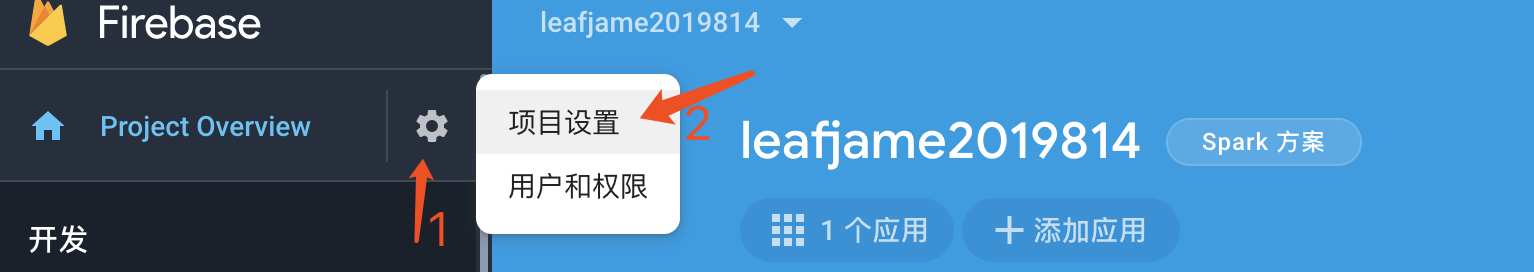 Firebase
Project Overview
1
开发
项目设置
2
用户和权限
leafjame2019814
leafjame2019814
Spark 方案
1 个应用
添加应用